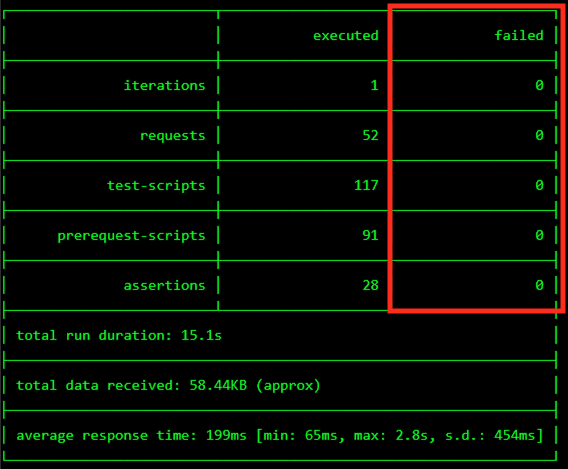 executed failed
iterations 1 0
requests 52 0
test-scripts 117 0
prerequest-scripts 91 0
assertions 28 0
total run duration: 15.1s
total data received: 58.44KB (approx)
average response time: 199ms [min: 65ms, max: 2.8s, s.d.: 454ms]